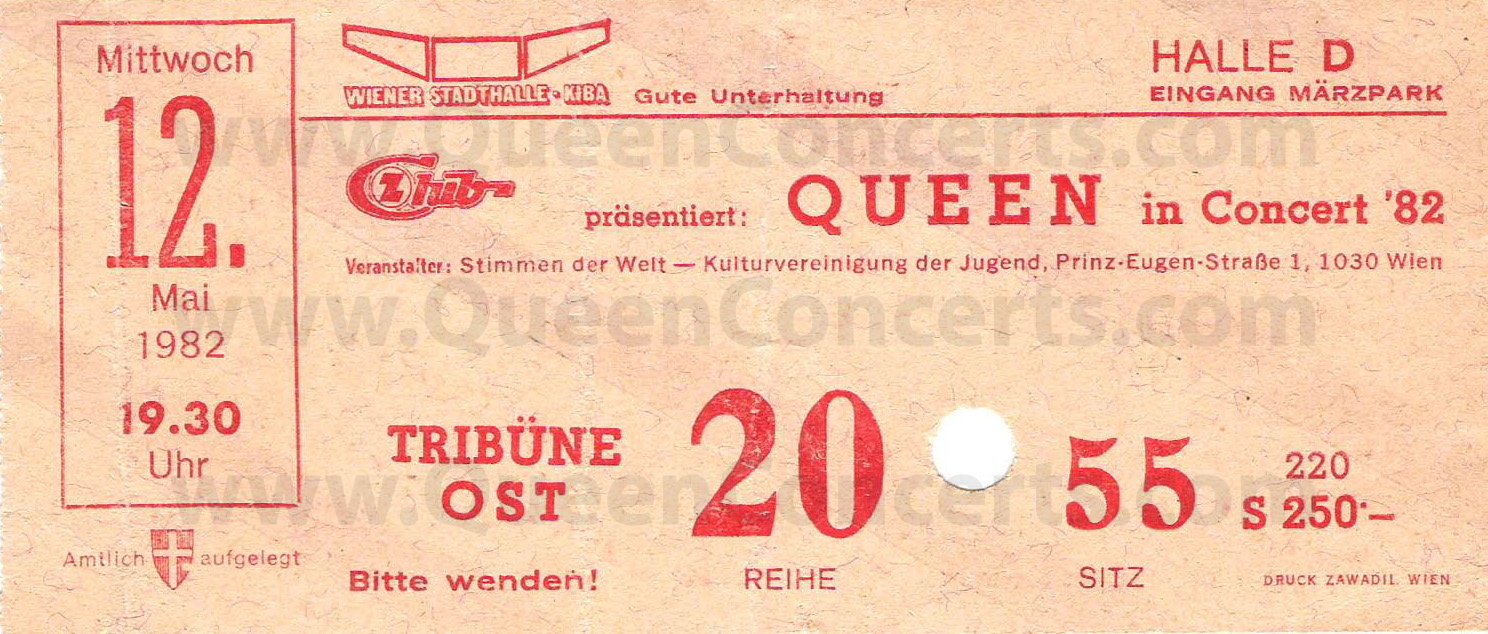 Mittwoch
12.
Mai
1982
19.30
Uhr
Amtlich aufgelegt
WIENER STADTHALLE · KIBA Gute Unterhaltung
HALLE D
EINGANG MÄRZPARK
präsentiert: QUEEN in Concert '82
Veranstalter: Stimmen der Welt — Kulturvereinigung der Jugend, Prinz-Eugen-Straße 1, 1030 Wien
TRIBÜNE
OST
Bitte wenden!
20
REIHE
55
SITZ
220
S 250·—
DRUCK ZAWADIL WIEN
www.QueenConcerts.com
www.QueenConcerts.com
www.QueenConcerts.com